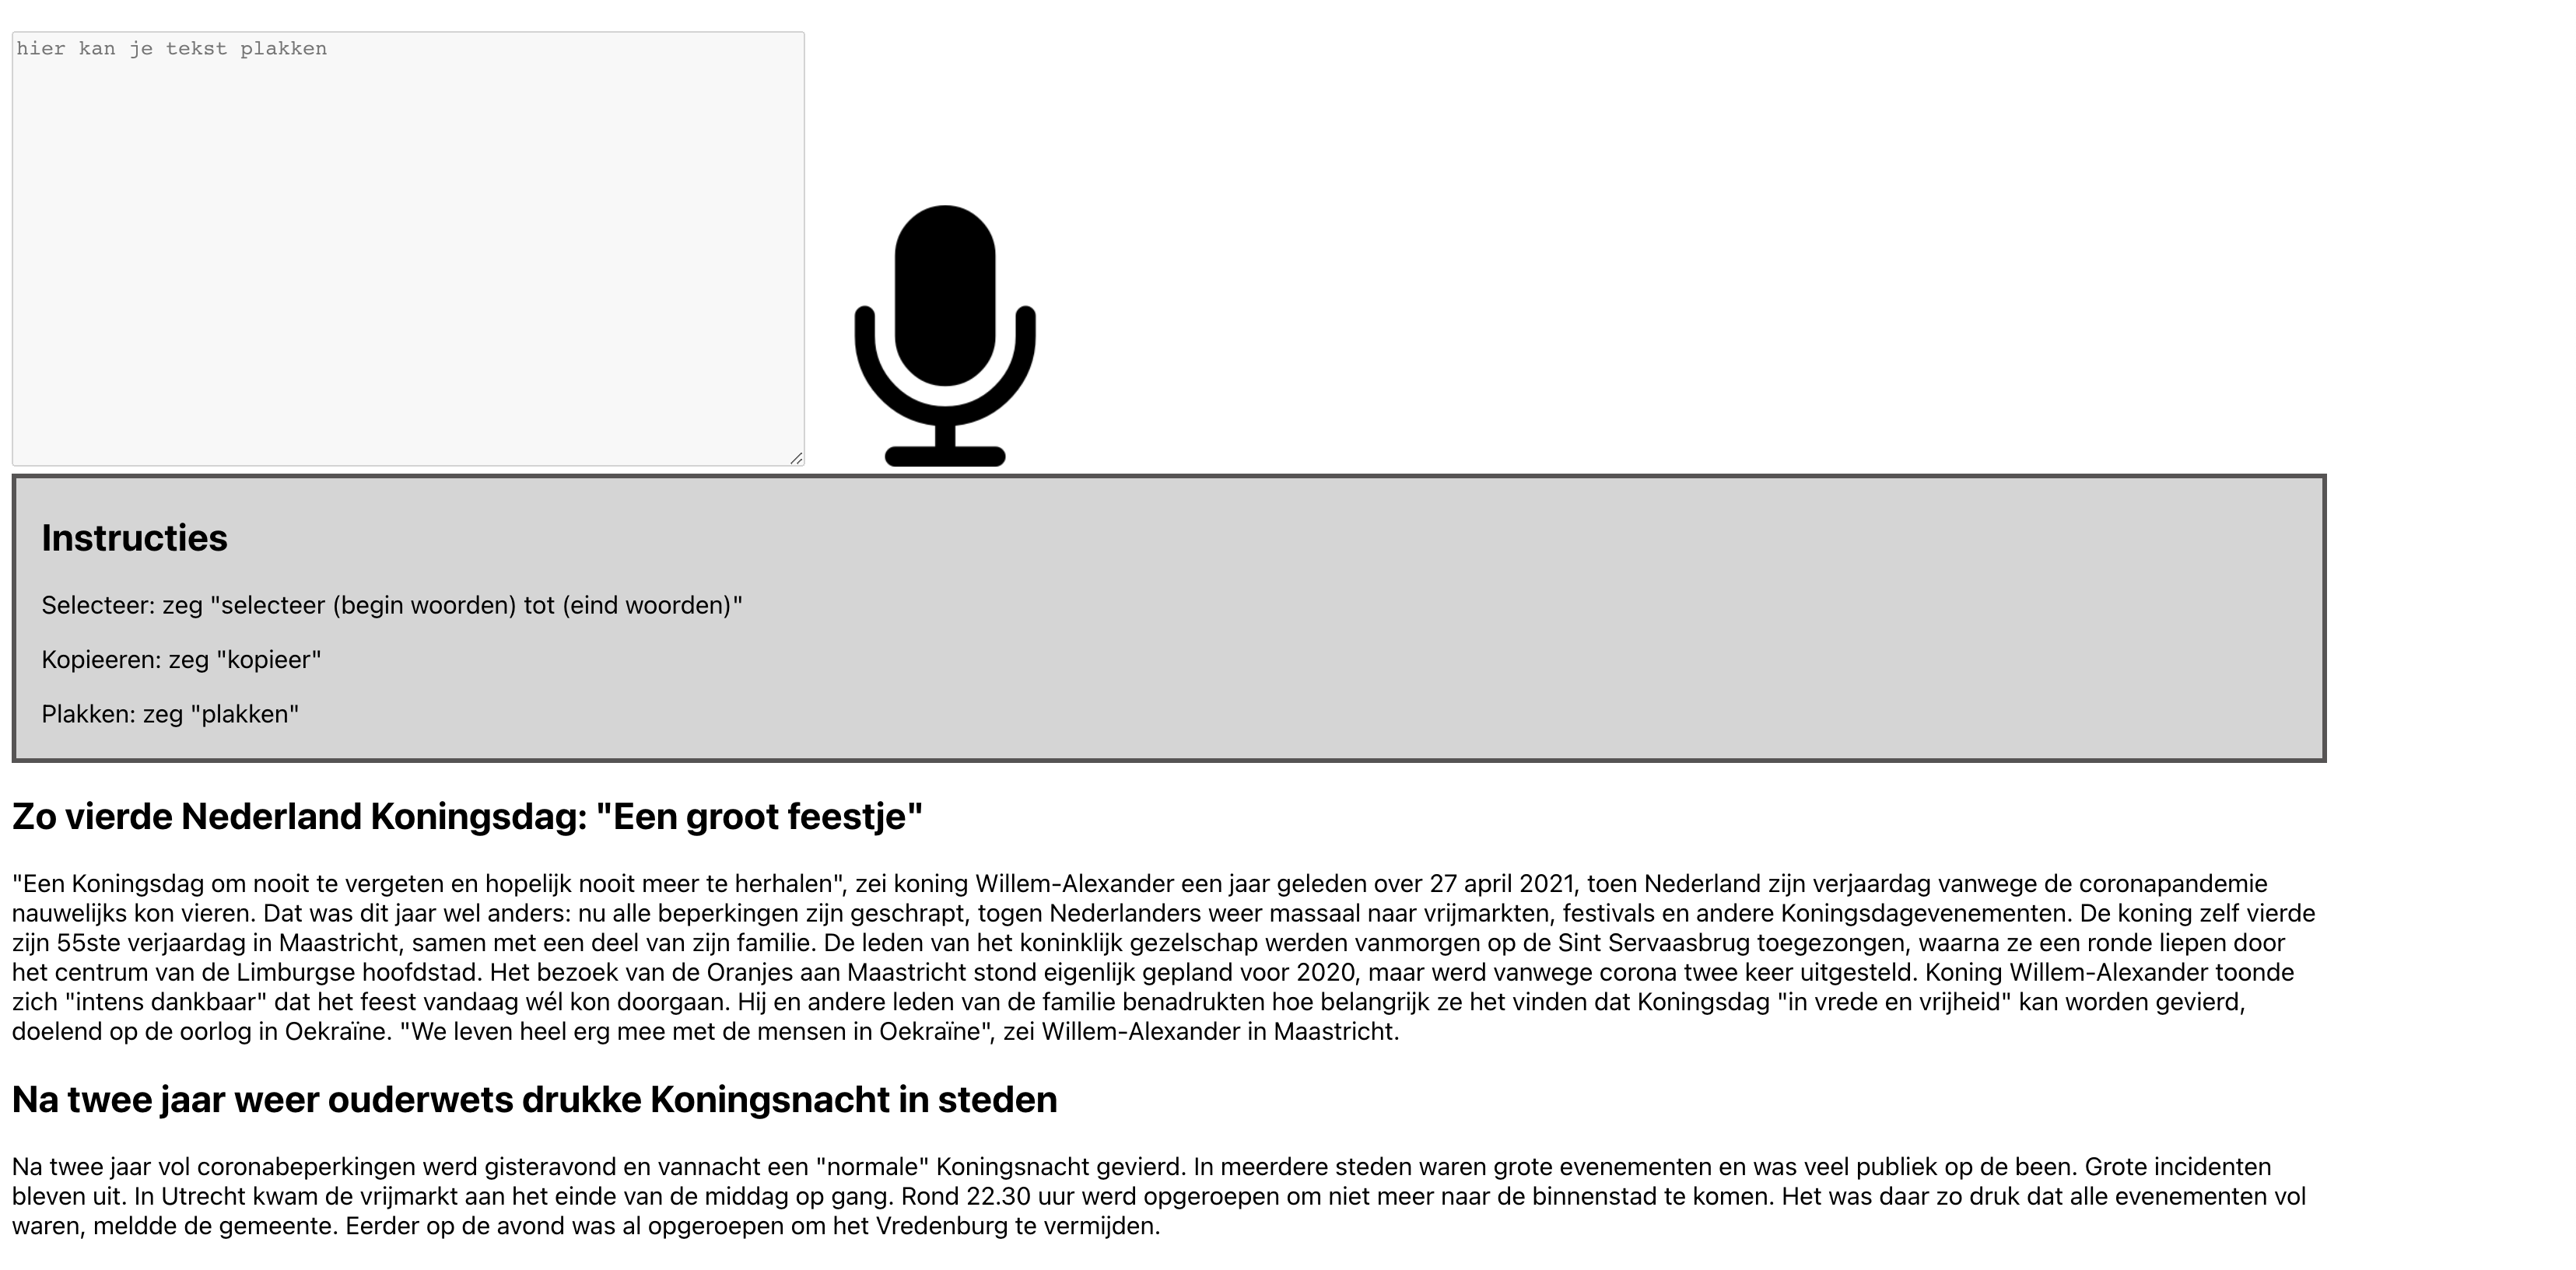 hier kan je tekst plakken
Instructies
Selecteer: zeg "selecteer (begin woorden) tot (eind woorden)"
Kopieeren: zeg "kopieer"
Plakken: zeg "plakken"
Zo vierde Nederland Koningsdag: "Een groot feestje"
"Een Koningsdag om nooit te vergeten en hopelijk nooit meer te herhalen", zei koning Willem-Alexander een jaar geleden over 27 april 2021, toen Nederland zijn verjaardag vanwege de coronapandemie
nauwelijks kon vieren. Dat was dit jaar wel anders: nu alle beperkingen zijn geschrapt, togen Nederlanders weer massaal naar vrijmarkten, festivals en andere Koningsdagevenementen. De koning zelf vierde
zijn 55ste verjaardag in Maastricht, samen met een deel van zijn familie. De leden van het koninklijk gezelschap werden vanmorgen op de Sint Servaasbrug toegezongen, waarna ze een ronde liepen door
het centrum van de Limburgse hoofdstad. Het bezoek van de Oranjes aan Maastricht stond eigenlijk gepland voor 2020, maar werd vanwege corona twee keer uitgesteld. Koning Willem-Alexander toonde
zich "intens dankbaar" dat het feest vandaag wél kon doorgaan. Hij en andere leden van de familie benadrukten hoe belangrijk ze het vinden dat Koningsdag "in vrede en vrijheid" kan worden gevierd,
doelend op de oorlog in Oekraïne. "We leven heel erg mee met de mensen in Oekraïne", zei Willem-Alexander in Maastricht.
Na twee jaar weer ouderwets drukke Koningsnacht in steden
Na twee jaar vol coronabeperkingen werd gisteravond en vannacht een "normale" Koningsnacht gevierd. In meerdere steden waren grote evenementen en was veel publiek op de been. Grote incidenten
bleven uit. In Utrecht kwam de vrijmarkt aan het einde van de middag op gang. Rond 22.30 uur werd opgeroepen om niet meer naar de binnenstad te komen. Het was daar zo druk dat alle evenementen vol
waren, meldde de gemeente. Eerder op de avond was al opgeroepen om het Vredenburg te vermijden.